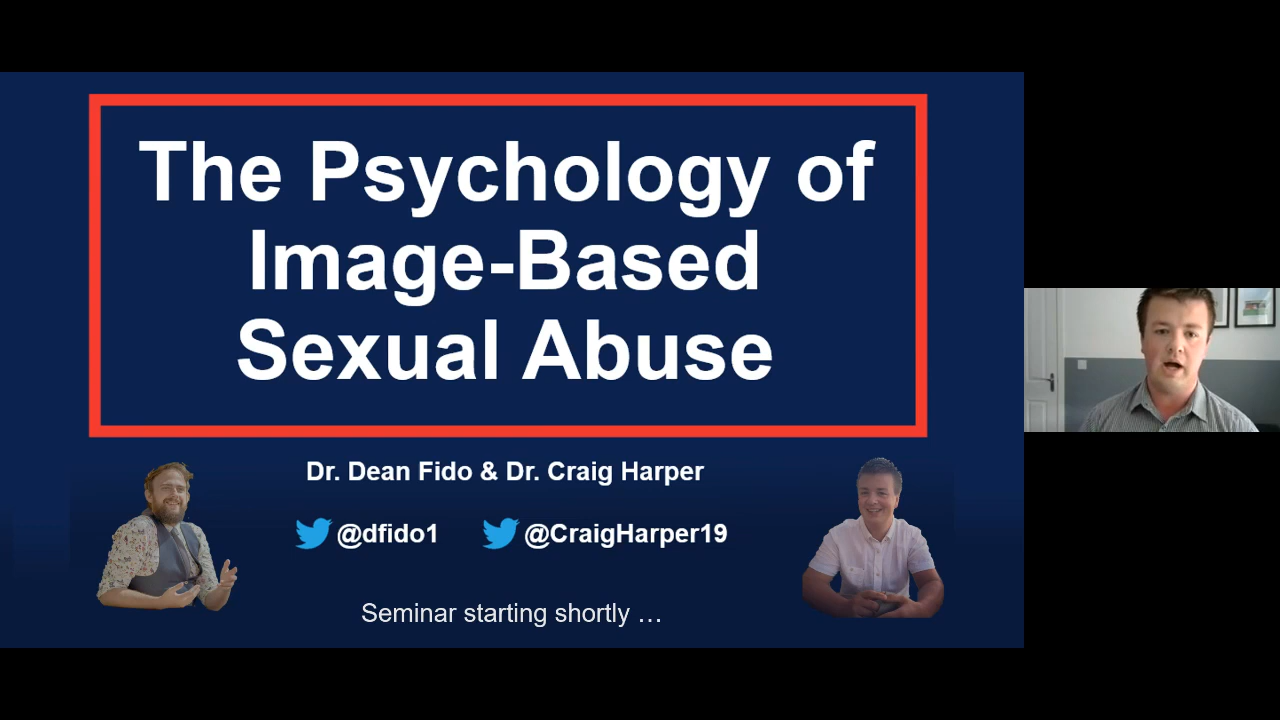 The Psychology of
Image-Based
Sexual Abuse
Dr. Dean Fido & Dr. Craig Harper
@dfido1 @CraigHarper19
Seminar starting shortly …